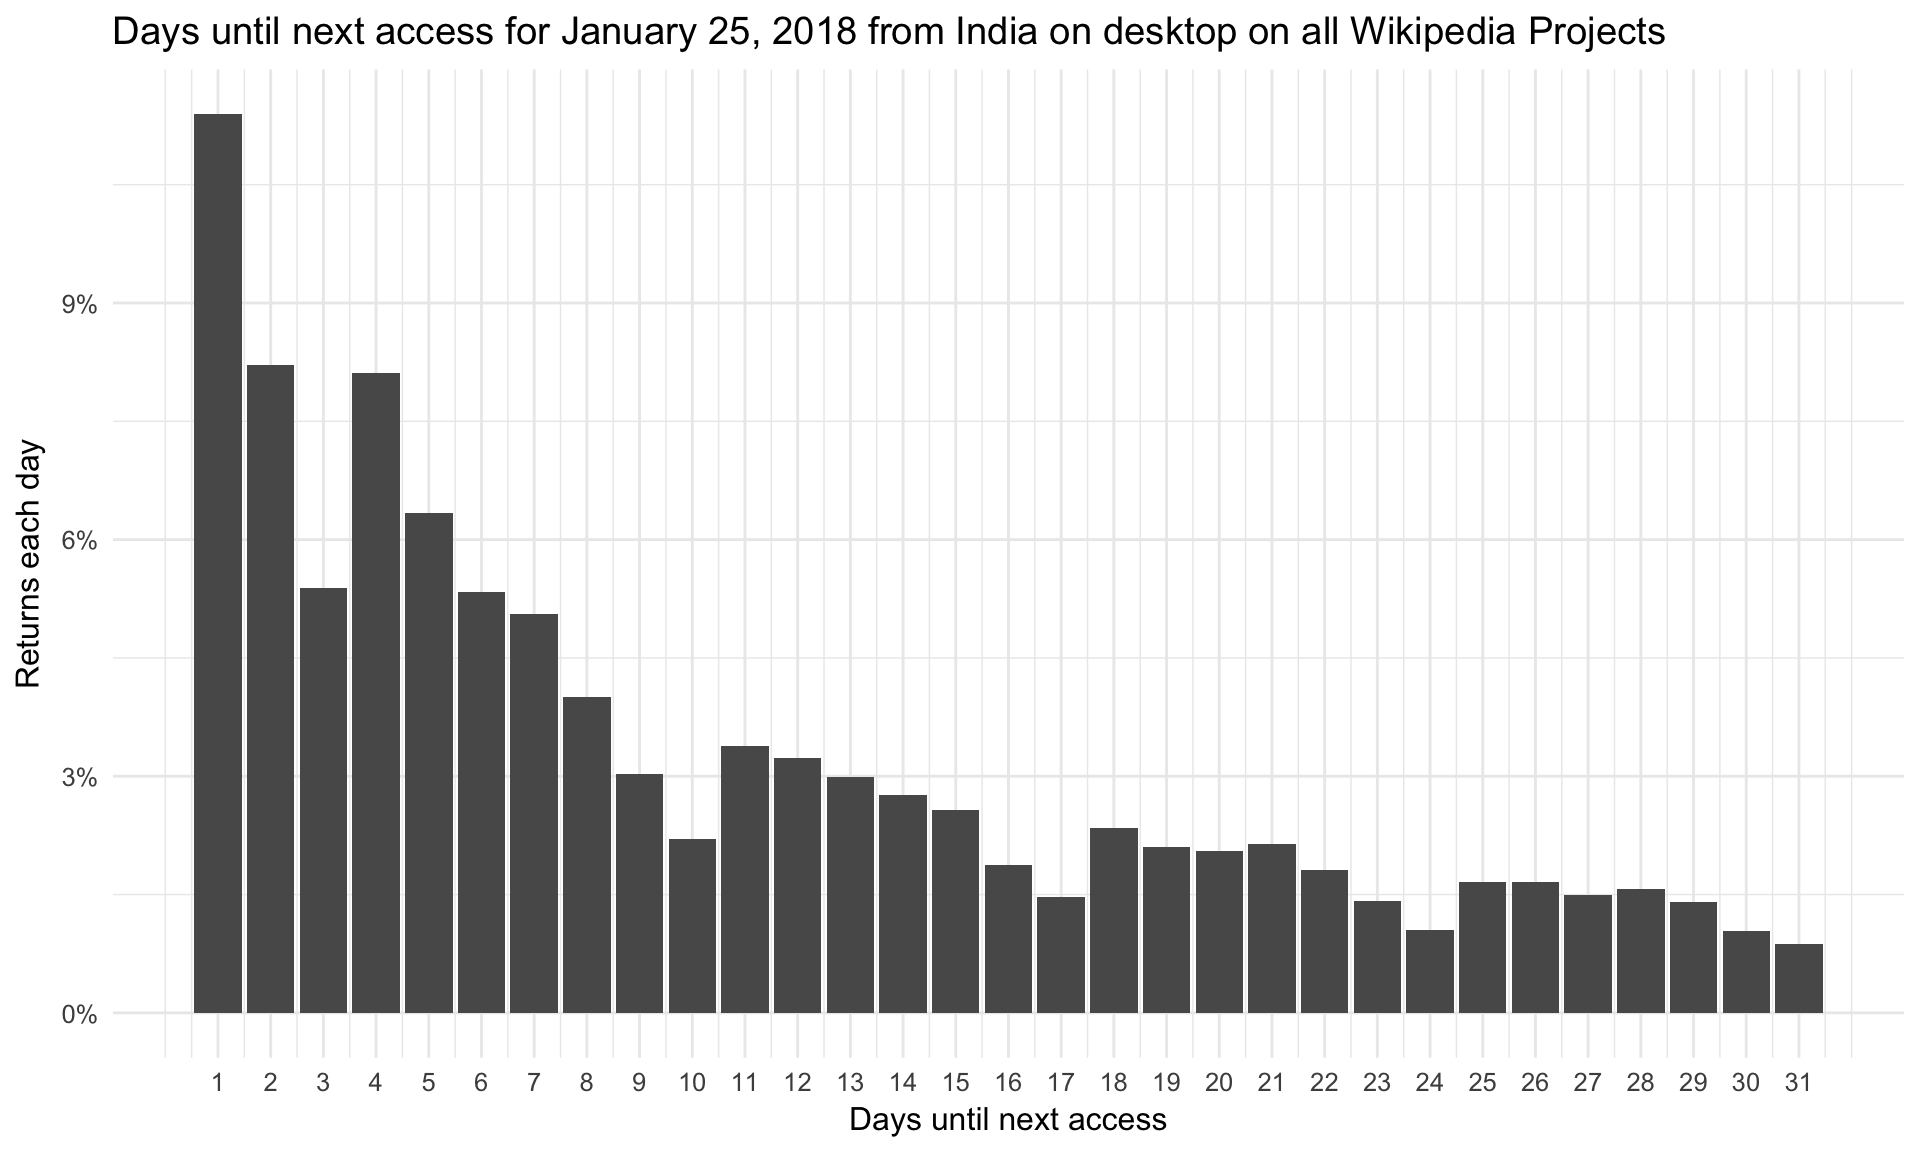 Days until next access for January 25, 2018 from India on desktop on all Wikipedia Projects
Returns each day
9%
6%
3%
0%
1 2 3 4 5 6 7 8 9 10 11 12 13 14 15 16 17 18 19 20 21 22 23 24 25 26 27 28 29 30 31
Days until next access